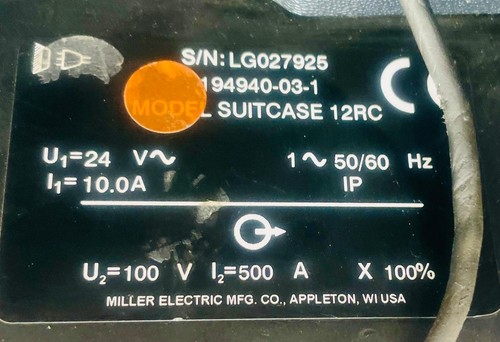 S/N: LG027925
194940-03-1
MODEL SUITCASE 12RC
CE
U₁=24 V~ 1~ 50/60 Hz
I₁=10.0A IP
U₂=100 V I₂=500 A X 100%
MILLER ELECTRIC MFG. CO., APPLETON, WI USA